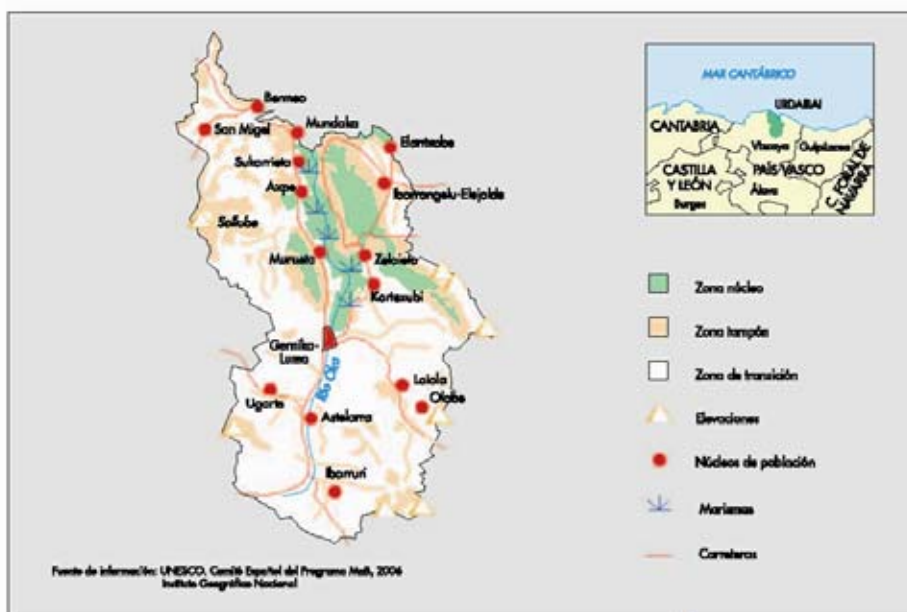 Bermeo
San Migel
Mundaka
Elantxobe
Sukarrieta
Axpe
Ibarrangelu-Elejalde
Sollube
Murueta
Zelaieta
Kortezubi
Gernika-
Lumo
Río Oka
Ugarte
Loiola
Olabe
Astelarra
Ibarruri
MAR CANTÁBRICO
URDAIBAI
CANTABRIA
Vizcaya
Guipúzcoa
CASTILLA
Y LEÓN
PAÍS VASCO
Burgos
Álava
C. FORAL DE
NAVARRA
Zona núcleo
Zona tampón
Zona de transición
Elevaciones
Núcleos de población
Marismas
Carreteras
Fuente de información: UNESCO. Comité Español del Programa MaB, 2006
Instituto Geográfico Nacional